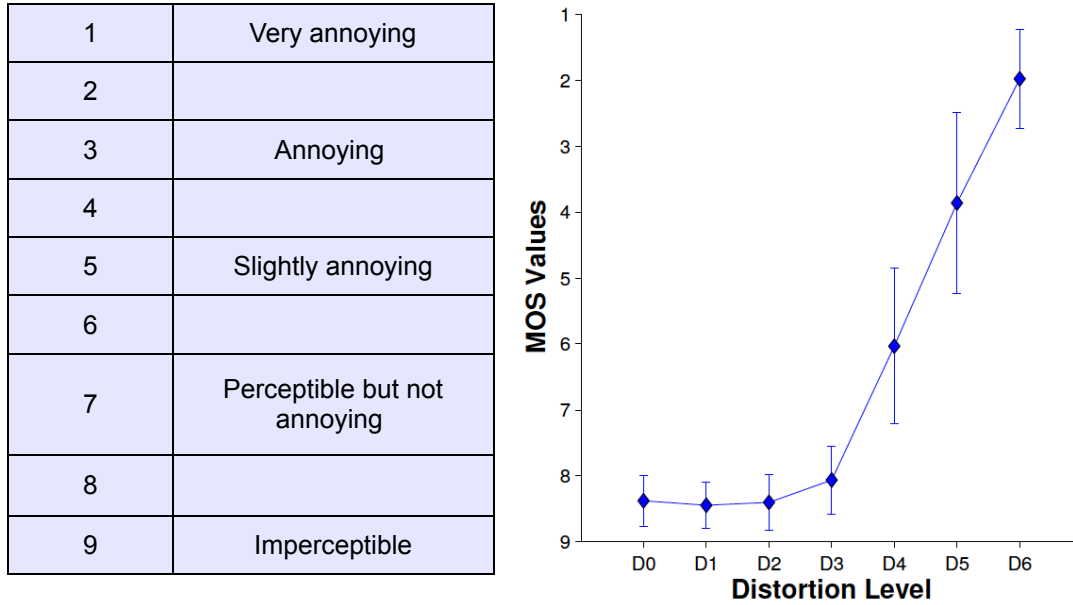 1 Very annoying
2
3 Annoying
4
5 Slightly annoying
6
7 Perceptible but not
annoying
8
9 Imperceptible
MOS Values
1
2
3
4
5
6
7
8
9
D0 D1 D2 D3 D4 D5 D6
Distortion Level